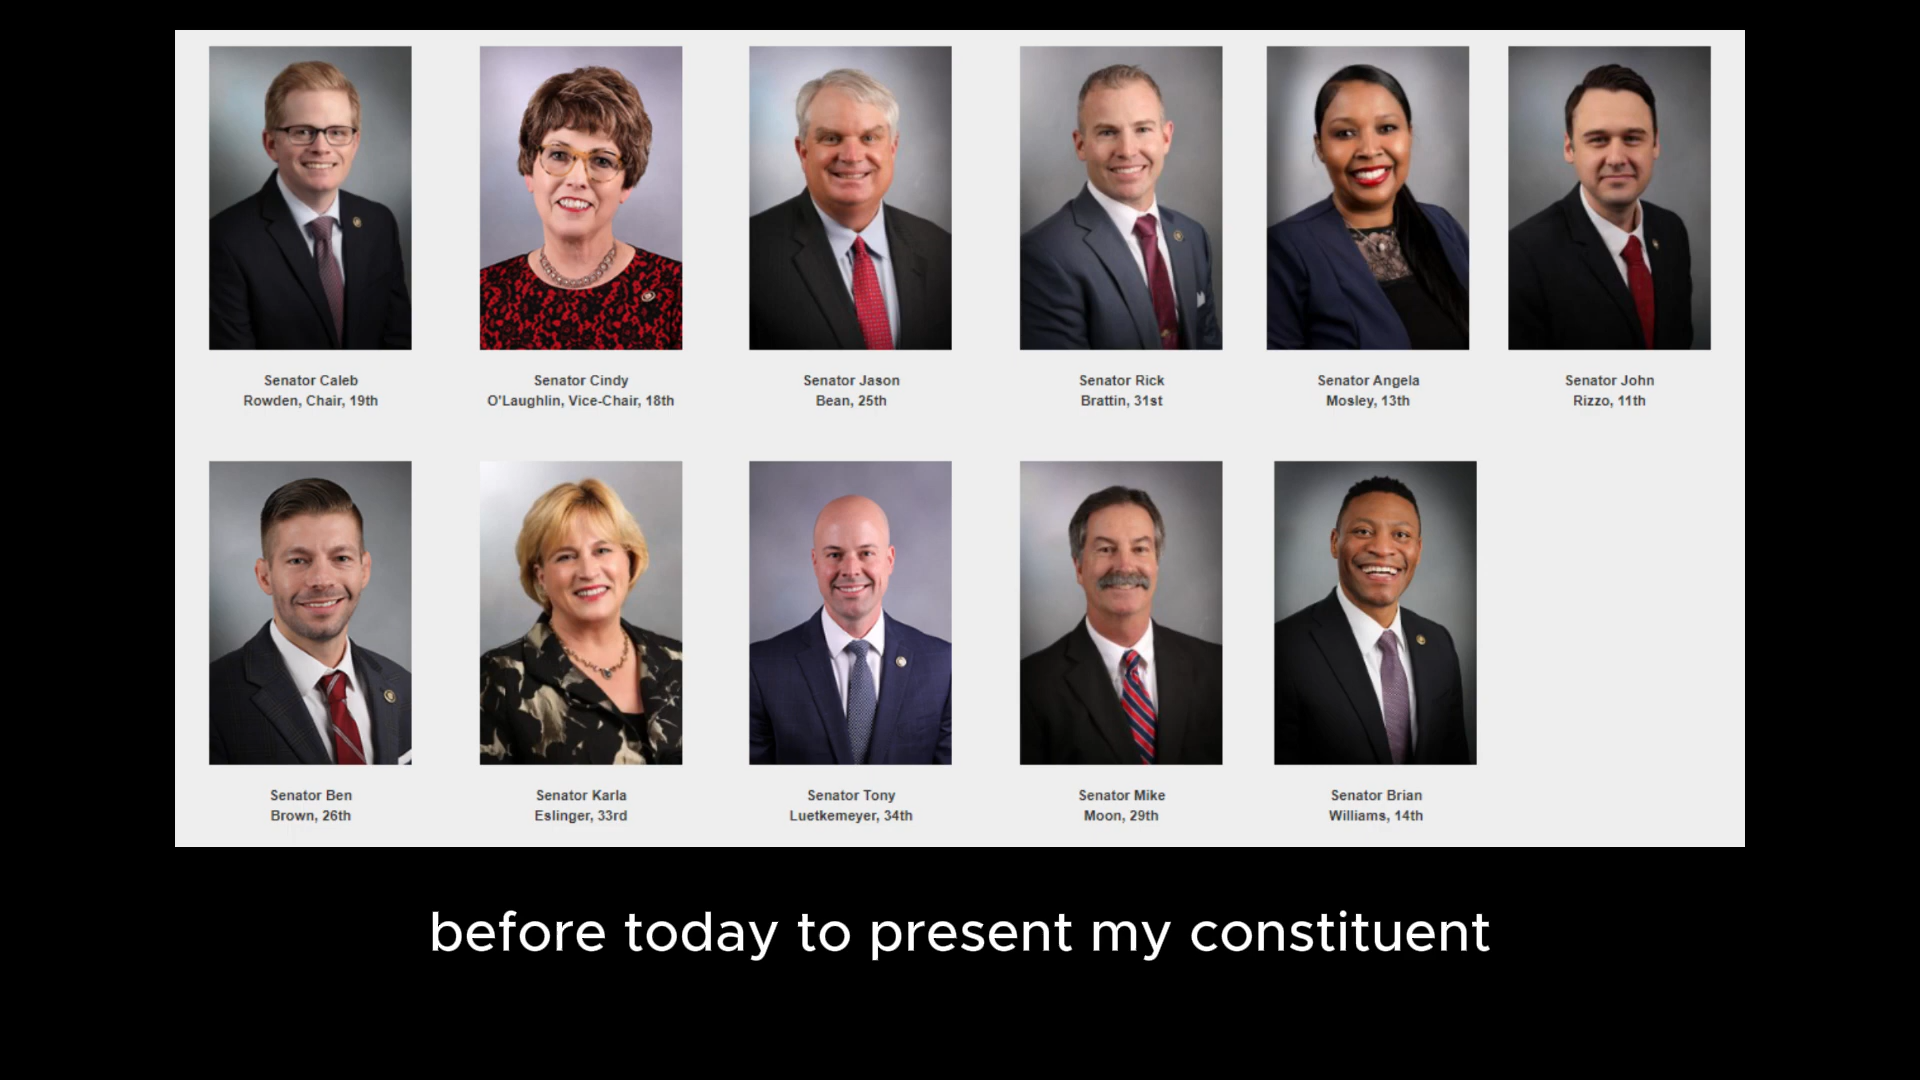 Senator Caleb
Rowden, Chair, 19th
Senator Cindy
O'Laughlin, Vice-Chair, 18th
Senator Jason
Bean, 25th
Senator Rick
Brattin, 31st
Senator Angela
Mosley, 13th
Senator John
Rizzo, 11th
Senator Ben
Brown, 26th
Senator Karla
Eslinger, 33rd
Senator Tony
Luetkemeyer, 34th
Senator Mike
Moon, 29th
Senator Brian
Williams, 14th
before today to present my constituent